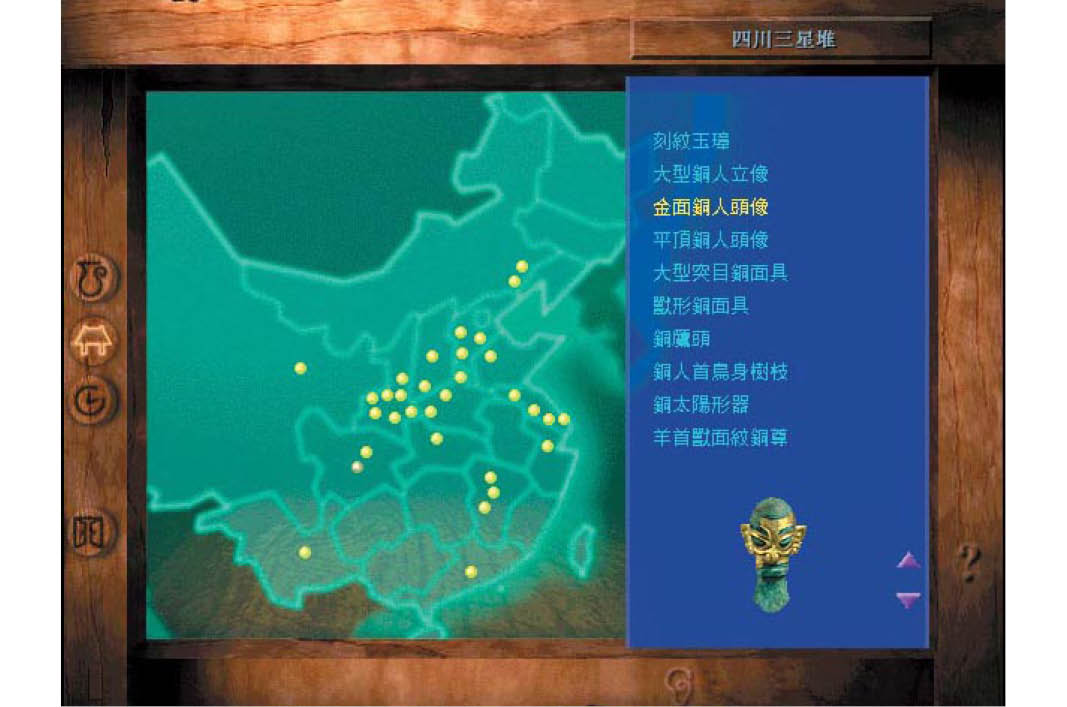 四川三星堆
刻紋玉璋
大型銅人立像
金面銅人頭像
平頂銅人頭像
大型突目銅面具
獸形銅面具
銅鷹頭
銅人首鳥身樹枝
銅太陽形器
羊首獸面紋銅尊
?